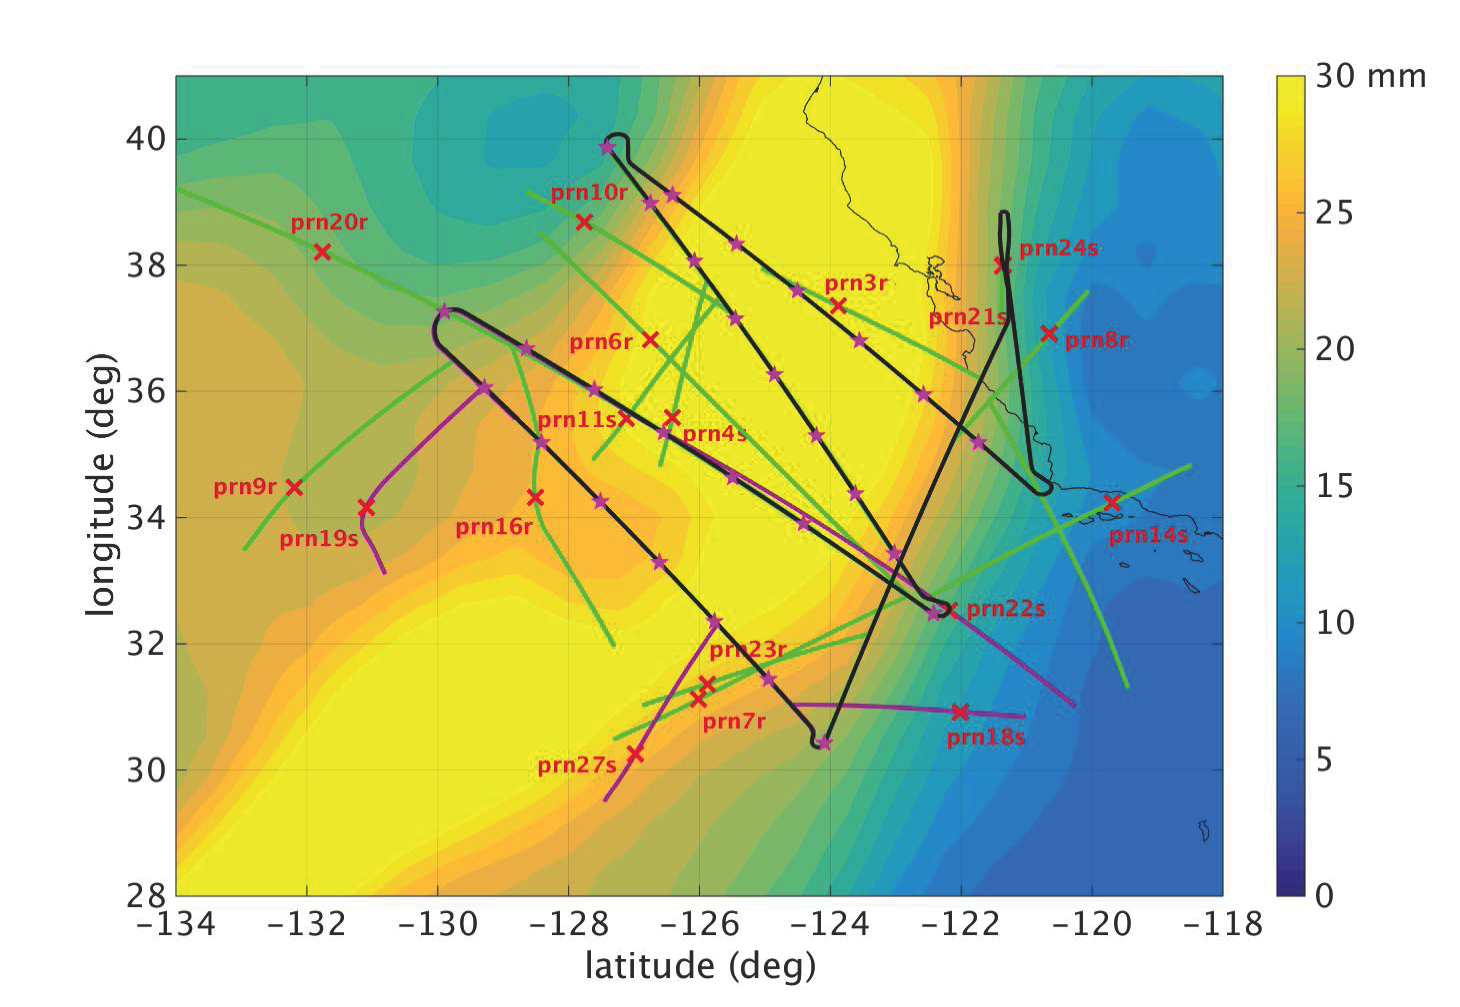 30 mm
25
20
15
10
5
0
40
38
36
34
32
30
28
longitude (deg)
−134
−132
−130
−128
−126
−124
−122
−120
−118
latitude (deg)
prn10r
prn20r
prn24s
prn3r
prn21s
prn6r
prn8r
prn11s
prn4s
prn9r
prn16r
prn19s
prn14s
prn22s
prn23r
prn7r
prn18s
prn27s